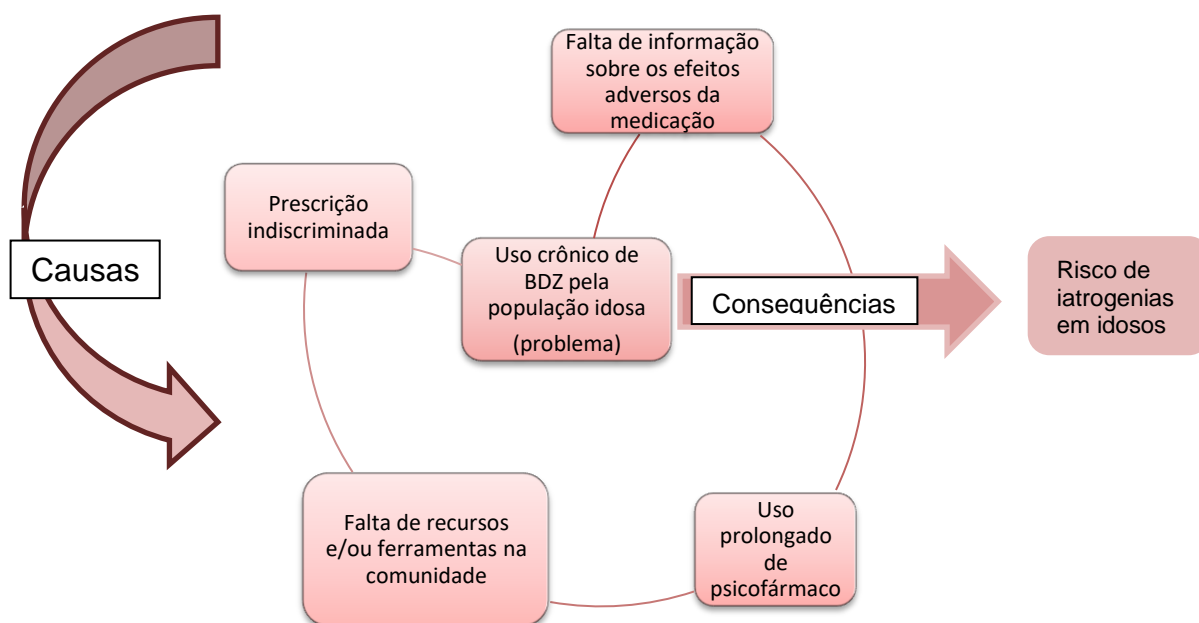 Falta de informação
sobre os efeitos
adversos da
medicação
Prescrição
indiscriminada
Causas
Uso crônico de
BDZ pela
população idosa
(problema)
Consequências
Risco de
iatrogenias
em idosos
Falta de recursos
e/ou ferramentas na
comunidade
Uso
prolongado
de
psicofármaco